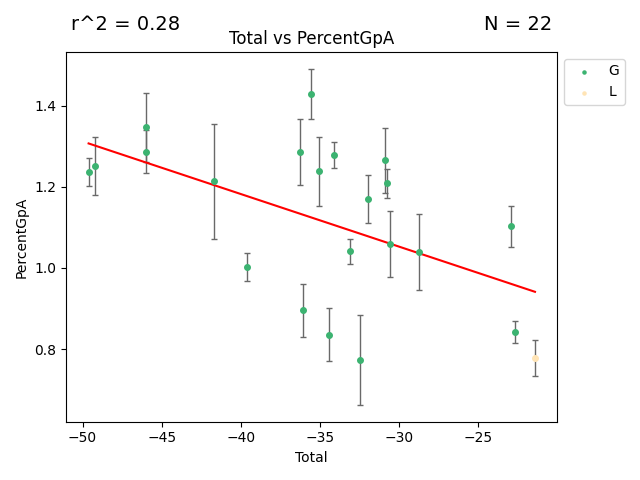 r^2 = 0.28
N = 22
Total vs PercentGpA
G
L
PercentGpA
1.4
1.2
1.0
0.8
−50
−45
−40
−35
−30
−25
Total